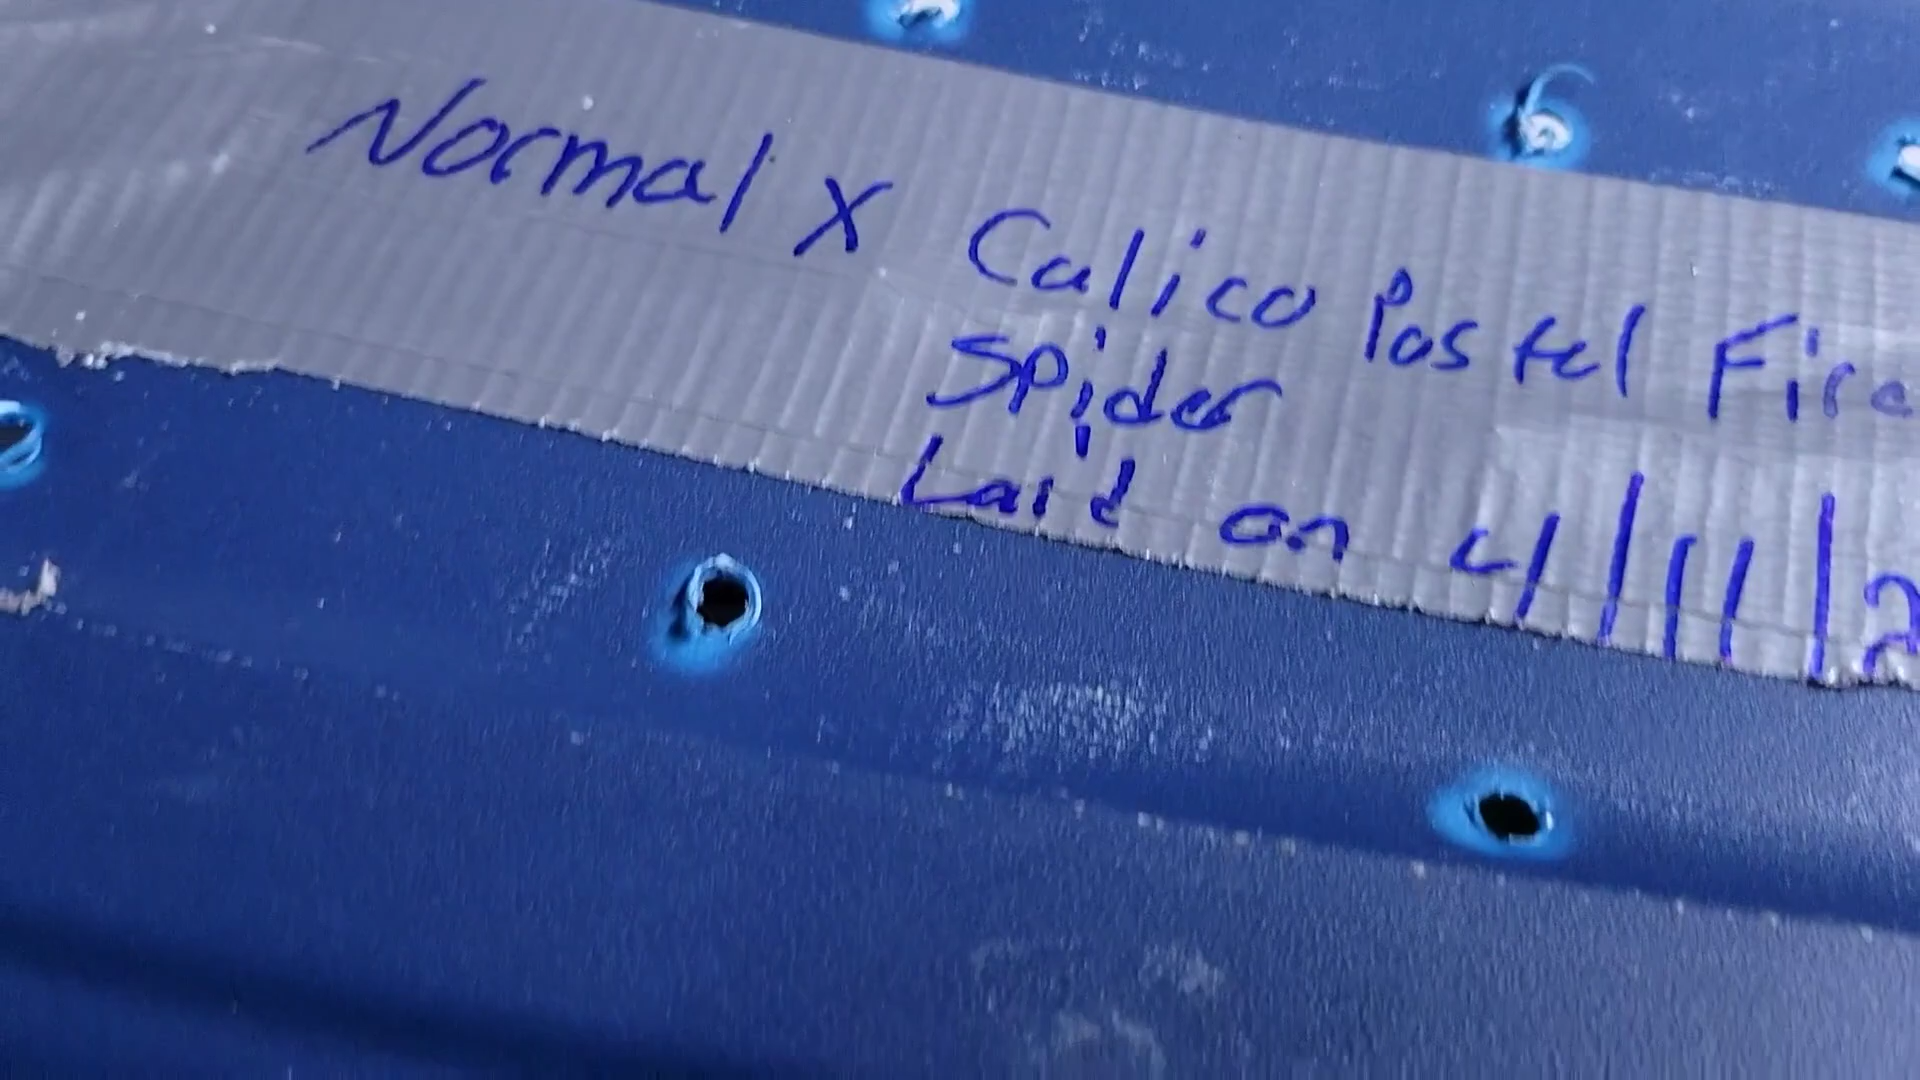 Normal X Calico Pastel Fire
Spider
Laid on 4/11/2